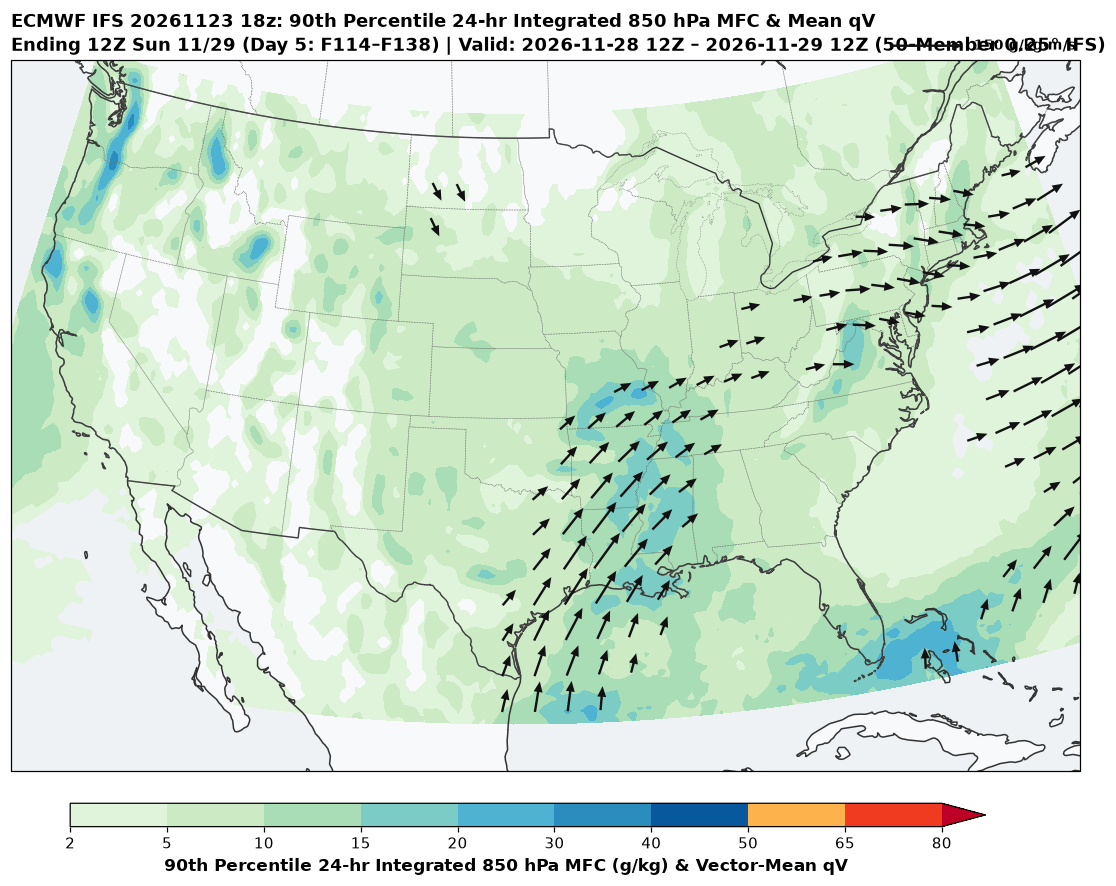 ECMWF IFS 20261123 18z: 90th Percentile 24-hr Integrated 850 hPa MFC & Mean qV
Ending 12Z Sun 11/29 (Day 5: F114–F138) | Valid: 2026-11-28 12Z – 2026-11-29 12Z (50-Member 0.25° IFS)
150 g/kg·m/s
2 5 10 15 20 30 40 50 65 80
90th Percentile 24-hr Integrated 850 hPa MFC (g/kg) & Vector-Mean qV